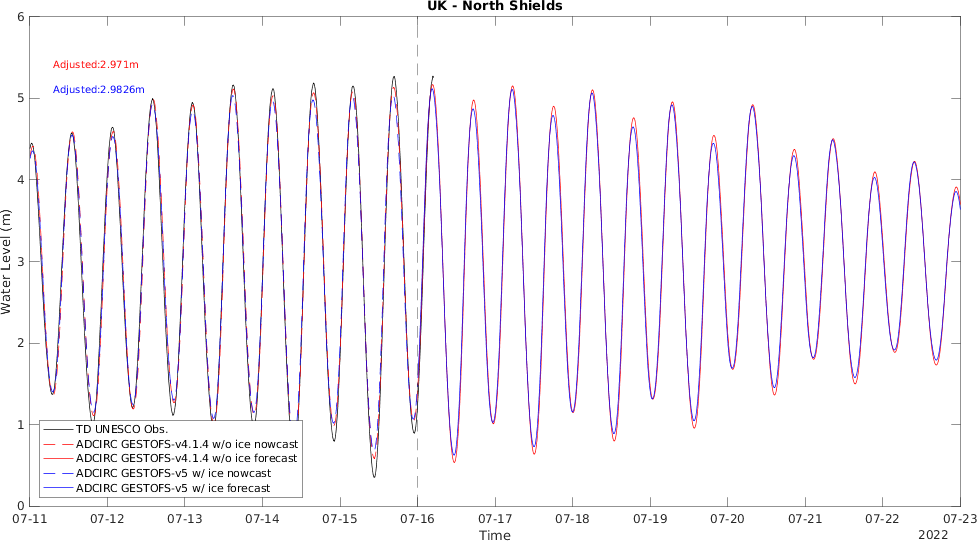 UK - North Shields
6
5
4
3
2
1
0
Water Level (m)
Adjusted:2.971m
Adjusted:2.9826m
TD UNESCO Obs.
ADCIRC GESTOFS-v4.1.4 w/o ice nowcast
ADCIRC GESTOFS-v4.1.4 w/o ice forecast
ADCIRC GESTOFS-v5 w/ ice nowcast
ADCIRC GESTOFS-v5 w/ ice forecast
07-11 07-12 07-13 07-14 07-15 07-16 07-17 07-18 07-19 07-20 07-21 07-22 07-23
Time
2022